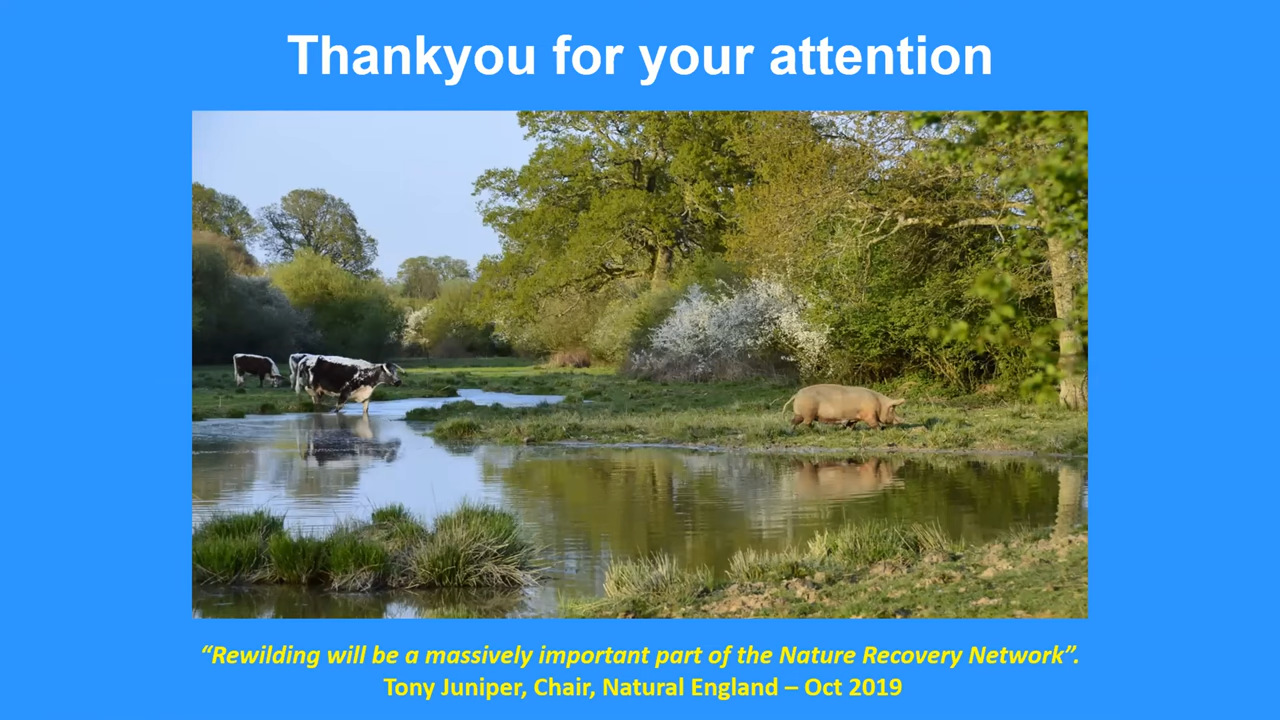 Thankyou for your attention
“Rewilding will be a massively important part of the Nature Recovery Network”.
Tony Juniper, Chair, Natural England – Oct 2019